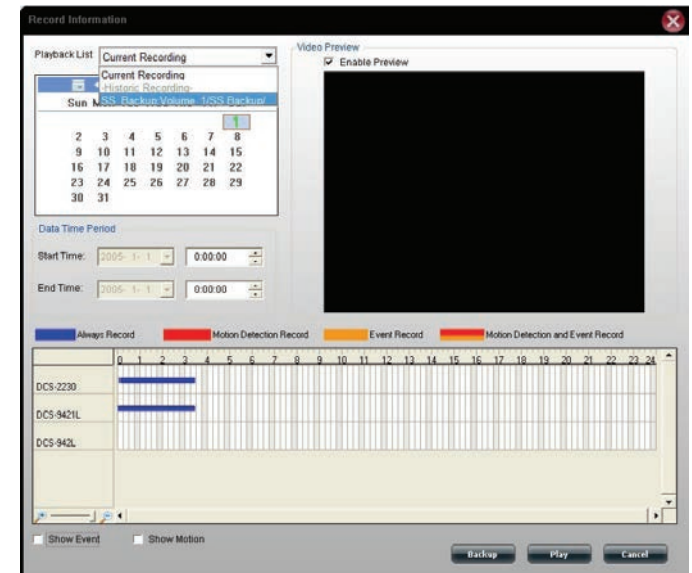 Record Information
Playback List
Current Recording
Current Recording
-Historic Recording-
SS_Backup Volume_1/SS Backup/
Sun
1
2 3 4 5 6 7 8
9 10 11 12 13 14 15
16 17 18 19 20 21 22
23 24 25 26 27 28 29
30 31
Data Time Period
Start Time: 2005- 1- 1 0:00:00
End Time: 2005- 1- 1 0:00:00
Video Preview
Enable Preview
Always Record Motion Detection Record Event Record Motion Detection and Event Record
0 1 2 3 4 5 6 7 8 9 10 11 12 13 14 15 16 17 18 19 20 21 22 23 24
DCS-2230
DCS-9421L
DCS-942L
Show Event Show Motion
Backup Play Cancel